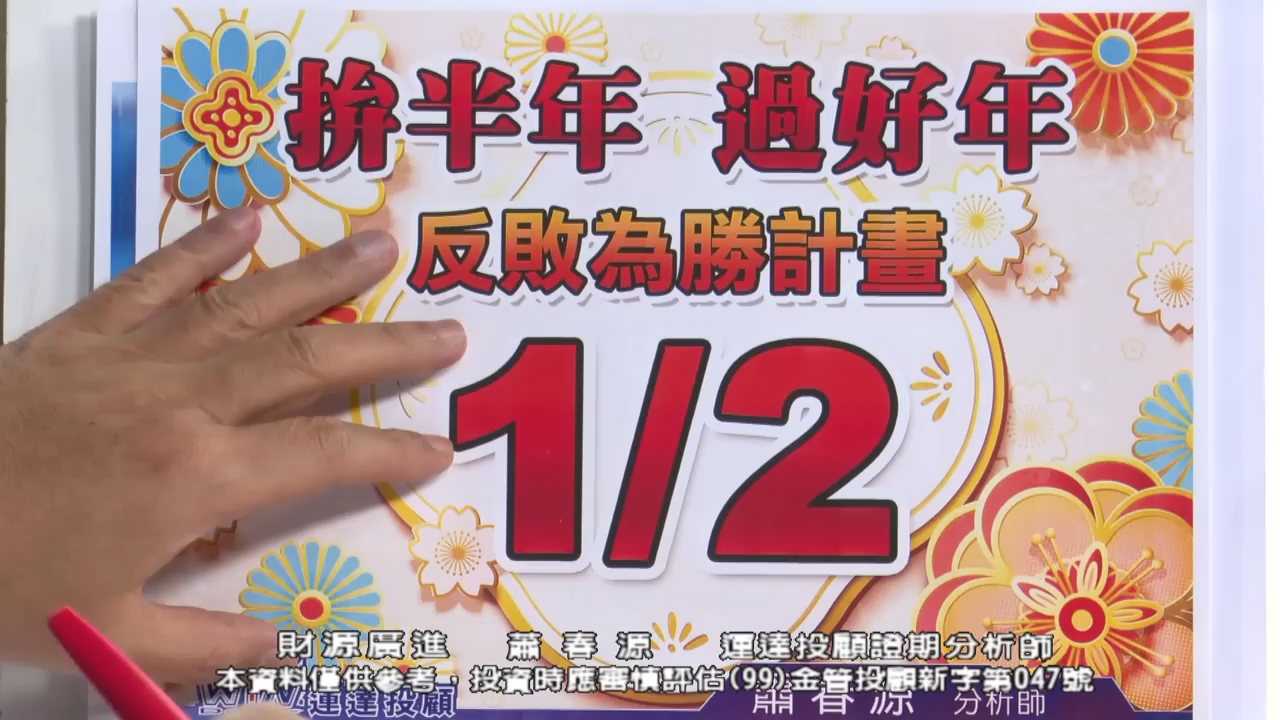 拚半年 過好年
反敗為勝計畫
1/2
財源廣進 蕭春源 運達投顧證期分析師
本資料僅供參考，投資時應審慎評估(99)金管投顧新字第047號
運達投顧 蕭春源 分析師